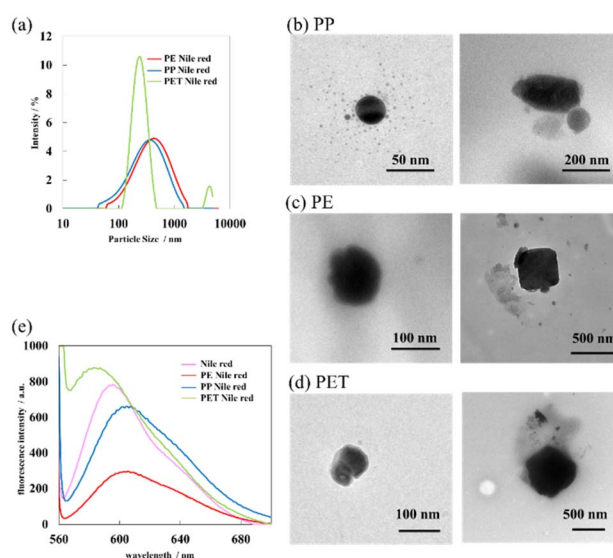 (a)
12
10
8
6
4
2
0
Intensity / %
PE Nile red
PP Nile red
PET Nile red
10 100 1000 10000
Particle Size / nm
(b) PP
50 nm
200 nm
(c) PE
100 nm
500 nm
(e)
1000
800
600
400
200
0
fluorescence intensity / a.u.
Nile red
PE Nile red
PP Nile red
PET Nile red
560 600 640 680
wavelength / nm
(d) PET
100 nm
500 nm